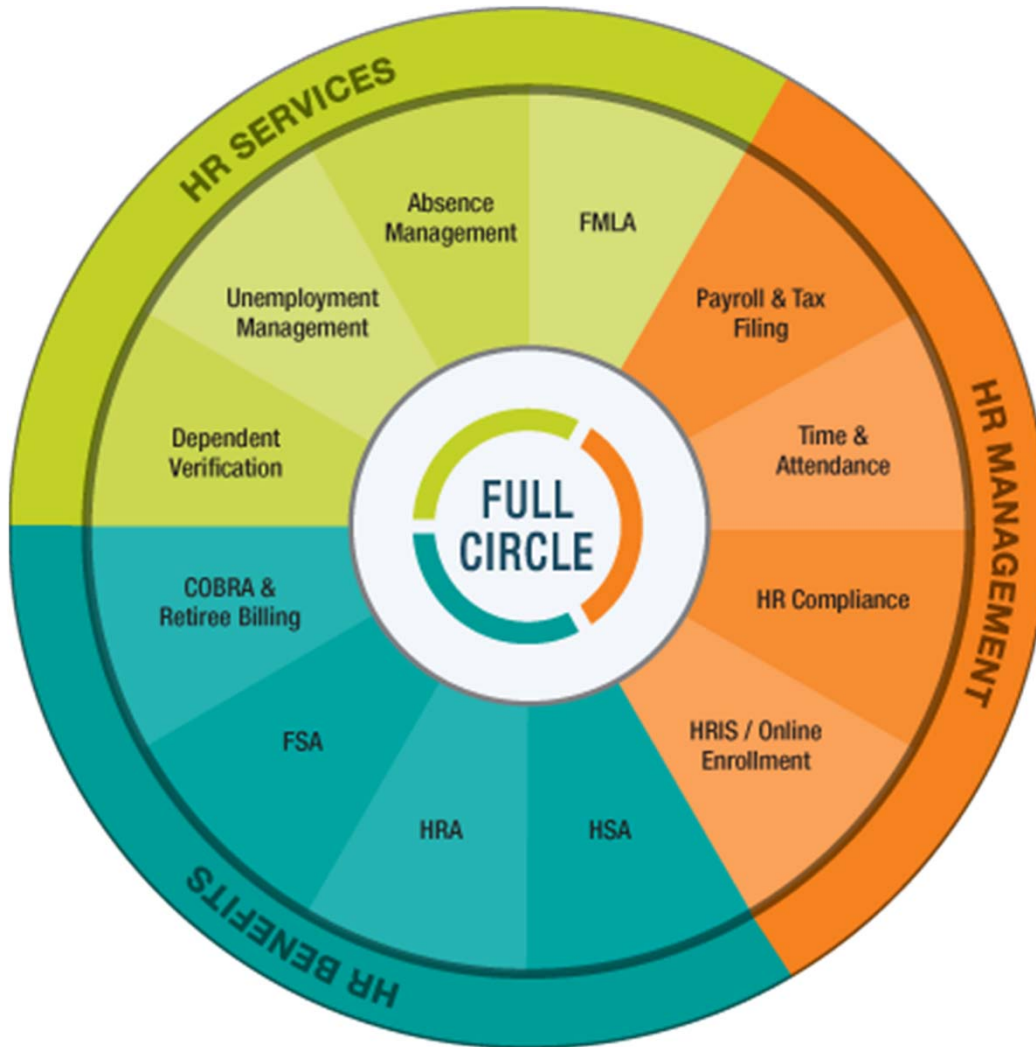 HR SERVICES
Absence
Management
FMLA
Unemployment
Management
Dependent
Verification
HR MANAGEMENT
Payroll & Tax
Filing
Time &
Attendance
HR Compliance
HRIS / Online
Enrollment
FULL
CIRCLE
HR BENEFITS
COBRA &
Retiree Billing
FSA
HRA
HSA